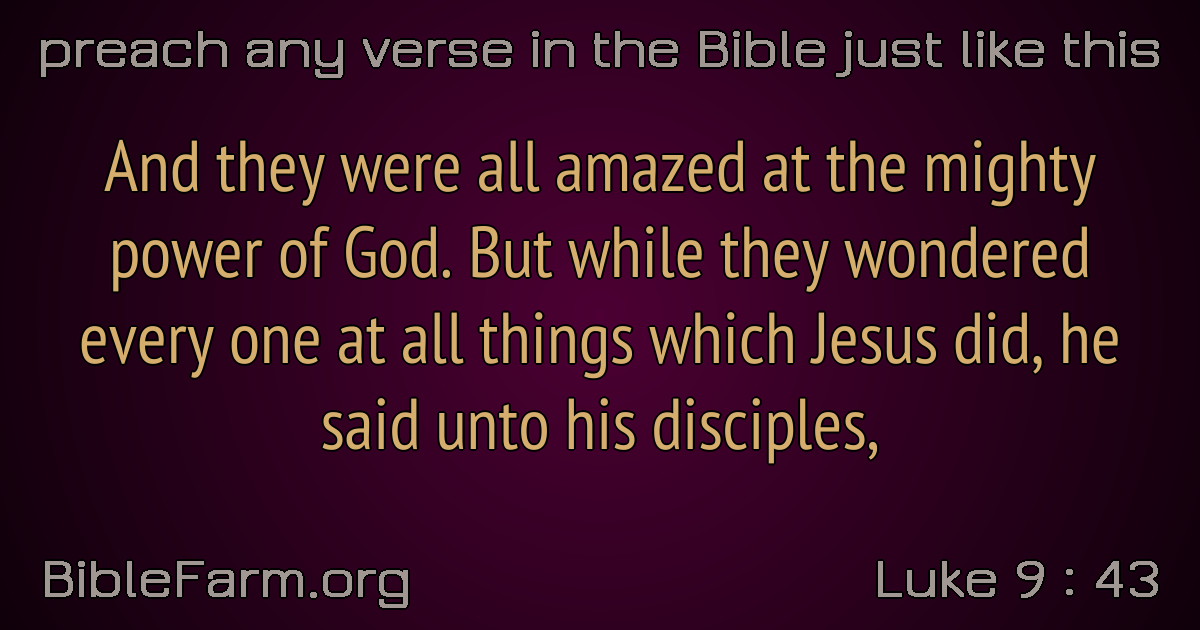 preach any verse in the Bible just like this
And they were all amazed at the mighty
power of God. But while they wondered
every one at all things which Jesus did, he
said unto his disciples,
BibleFarm.org
Luke 9 : 43